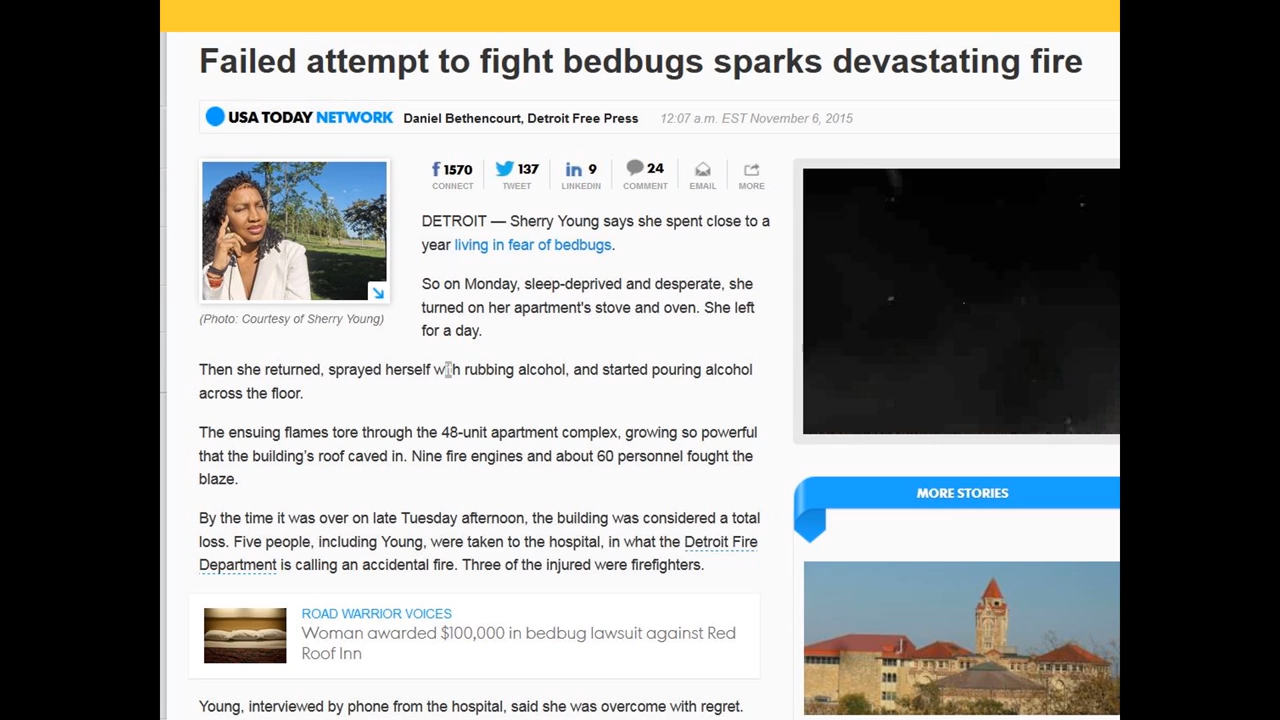 Failed attempt to fight bedbugs sparks devastating fire
USA TODAY NETWORK Daniel Bethencourt, Detroit Free Press 12:07 a.m. EST November 6, 2015
1570 137 9 24
CONNECT TWEET LINKEDIN COMMENT EMAIL MORE
(Photo: Courtesy of Sherry Young)
DETROIT — Sherry Young says she spent close to a
year living in fear of bedbugs.
So on Monday, sleep-deprived and desperate, she
turned on her apartment's stove and oven. She left
for a day.
Then she returned, sprayed herself with rubbing alcohol, and started pouring alcohol
across the floor.
The ensuing flames tore through the 48-unit apartment complex, growing so powerful
that the building’s roof caved in. Nine fire engines and about 60 personnel fought the
blaze.
By the time it was over on late Tuesday afternoon, the building was considered a total
loss. Five people, including Young, were taken to the hospital, in what the Detroit Fire
Department is calling an accidental fire. Three of the injured were firefighters.
ROAD WARRIOR VOICES
Woman awarded $100,000 in bedbug lawsuit against Red
Roof Inn
Young, interviewed by phone from the hospital, said she was overcome with regret.
MORE STORIES